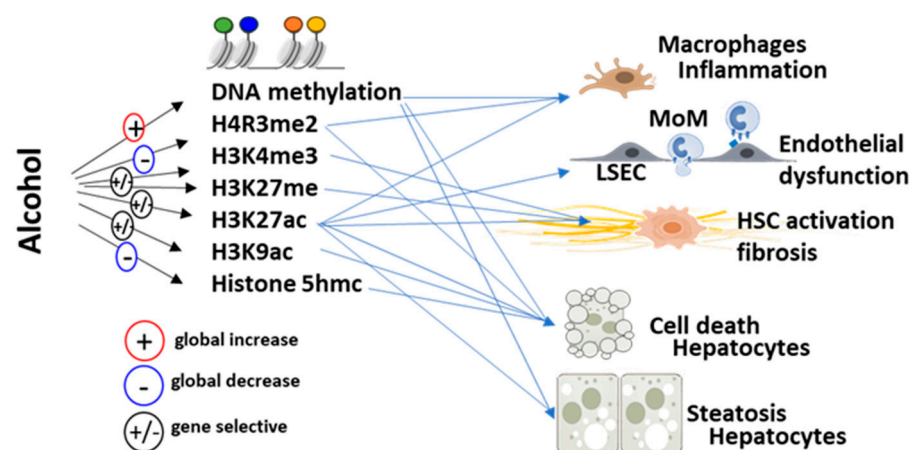 Alcohol
+
-
+/-
+/-
+/-
-
DNA methylation
H4R3me2
H3K4me3
H3K27me
H3K27ac
H3K9ac
Histone 5hmc
+ global increase
- global decrease
+/- gene selective
Macrophages
Inflammation
MoM
LSEC
Endothelial
dysfunction
HSC activation
fibrosis
Cell death
Hepatocytes
Steatosis
Hepatocytes